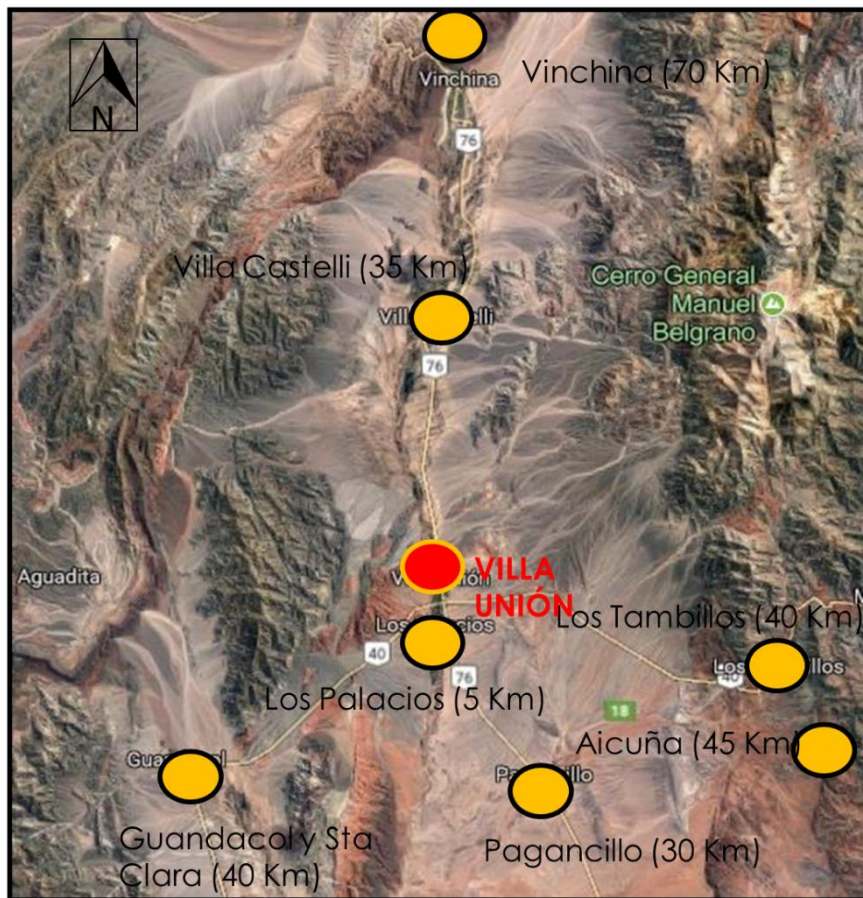 Vinchina
Vinchina (70 Km)
N
76
Villa Castelli (35 Km)
Cerro General
Manuel
Belgrano
76
Aguadita
VILLA
UNIÓN
Los Tambillos (40 Km)
40
Los Palacios (5 Km)
76
40
18
Aicuña (45 Km)
Guandacol y Sta
Clara (40 Km)
Pagancillo (30 Km)